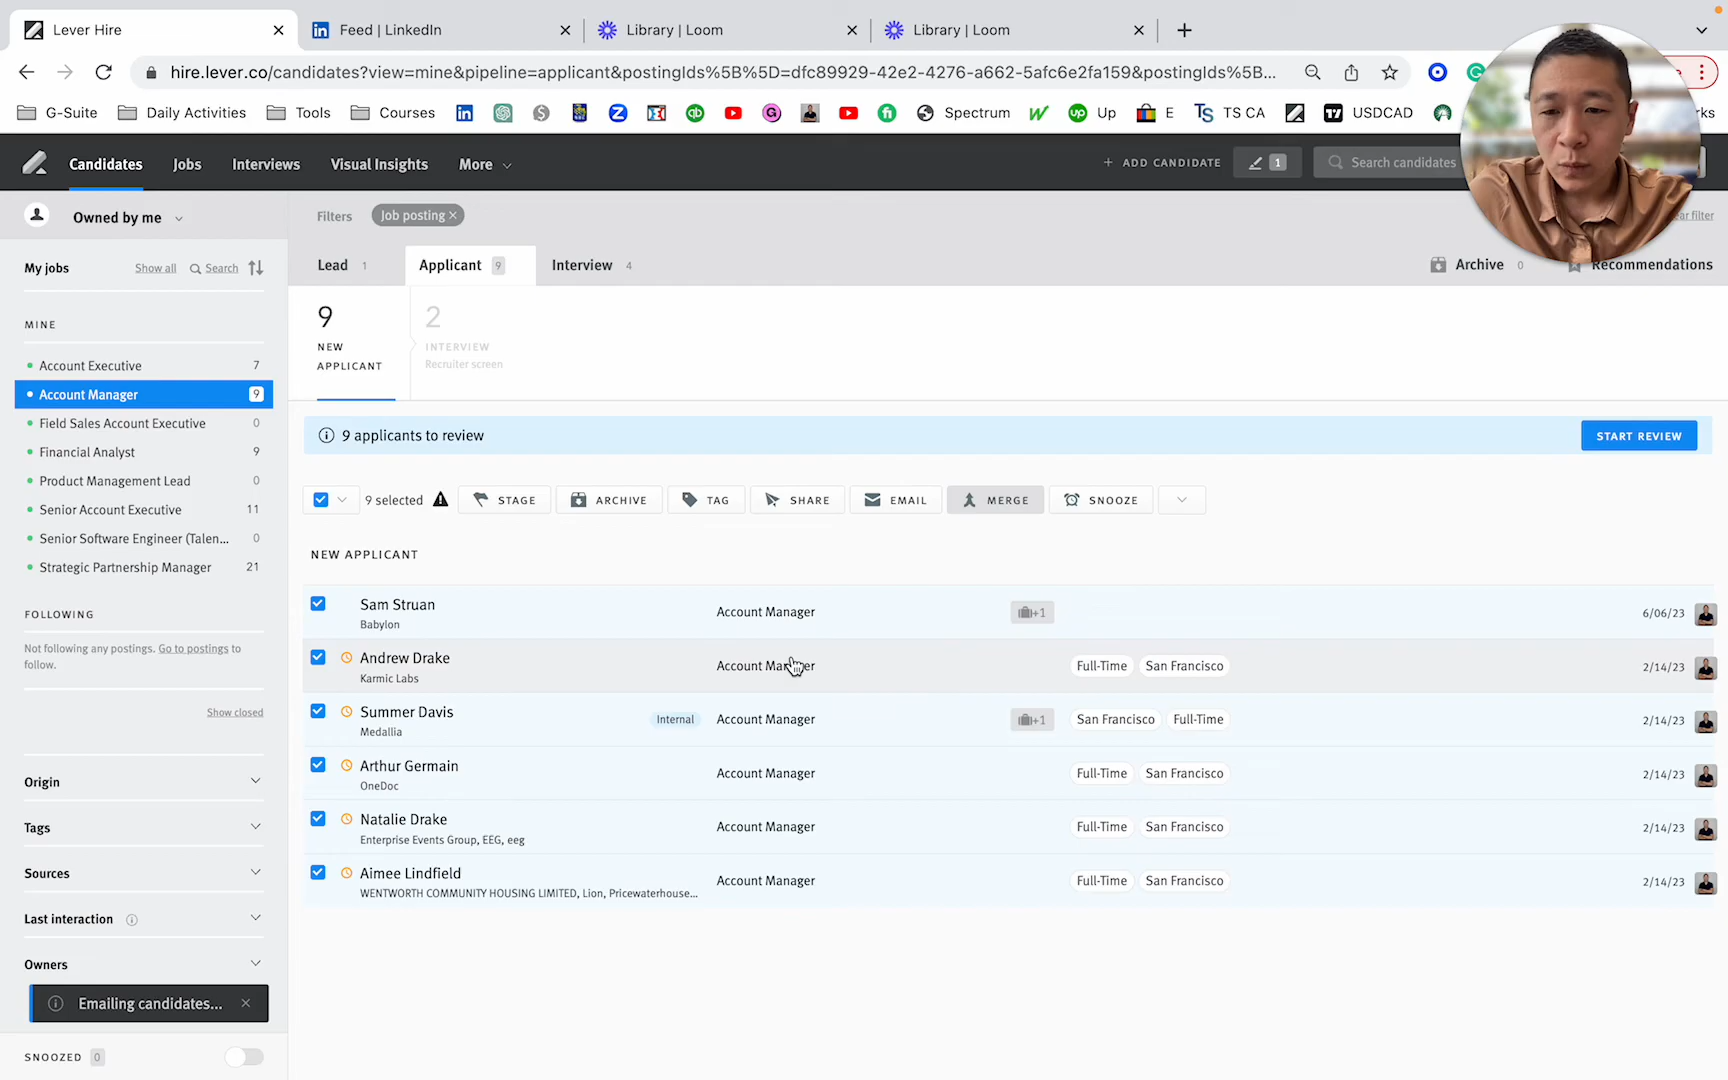 Lever Hire
Feed | LinkedIn
Library | Loom
Library | Loom
hire.lever.co/candidates?view=mine&pipeline=applicant&postingIds%5B%5D=dfc89929-42e2-4276-a662-5afc6e2fa159&postingIds%5B...
G-Suite
Daily Activities
Tools
Courses
Spectrum
Up
E
TS CA
USDCAD
Candidates
Jobs
Interviews
Visual Insights
More
+ ADD CANDIDATE
1
Search candidates
Owned by me
Filters
Job posting
ear filter
My jobs
Show all
Search
Lead 1
Applicant 9
Interview 4
Archive 0
Recommendations
MINE
Account Executive 7
Account Manager 9
Field Sales Account Executive 0
Financial Analyst 9
Product Management Lead 0
Senior Account Executive 11
Senior Software Engineer (Talen... 0
Strategic Partnership Manager 21
FOLLOWING
Not following any postings. Go to postings to
follow.
Show closed
Origin
Tags
Sources
Last interaction
Owners
Emailing candidates...
SNOOZED 0
9
NEW
APPLICANT
2
INTERVIEW
Recruiter screen
9 applicants to review
START REVIEW
9 selected
STAGE
ARCHIVE
TAG
SHARE
EMAIL
MERGE
SNOOZE
NEW APPLICANT
Sam Struan
Babylon
Account Manager
+1
6/06/23
Andrew Drake
Karmic Labs
Account Manager
Full-Time
San Francisco
2/14/23
Summer Davis
Medallia
Internal
Account Manager
+1
San Francisco
Full-Time
2/14/23
Arthur Germain
OneDoc
Account Manager
Full-Time
San Francisco
2/14/23
Natalie Drake
Enterprise Events Group, EEG, eeg
Account Manager
Full-Time
San Francisco
2/14/23
Aimee Lindfield
WENTWORTH COMMUNITY HOUSING LIMITED, Lion, Pricewaterhouse...
Account Manager
Full-Time
San Francisco
2/14/23